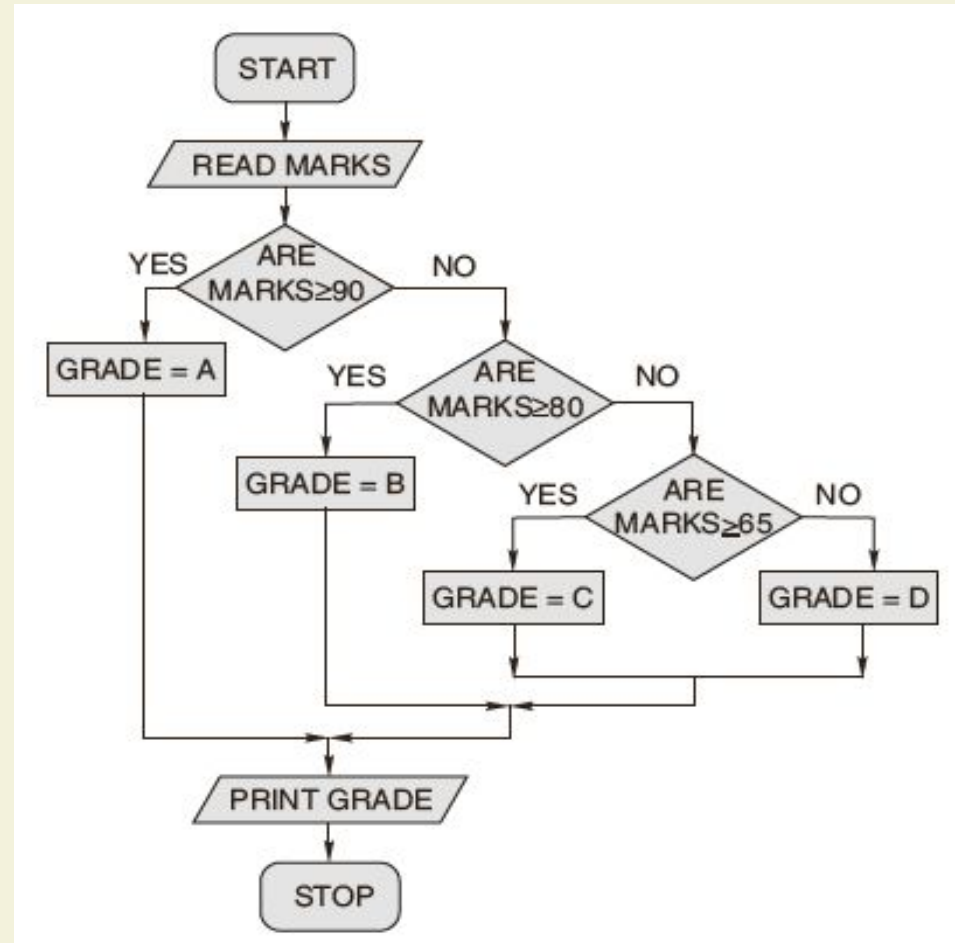 START
READ MARKS
YES
ARE
MARKS≥90
NO
GRADE = A
YES
ARE
MARKS≥80
NO
GRADE = B
YES
ARE
MARKS≥65
NO
GRADE = C
GRADE = D
PRINT GRADE
STOP